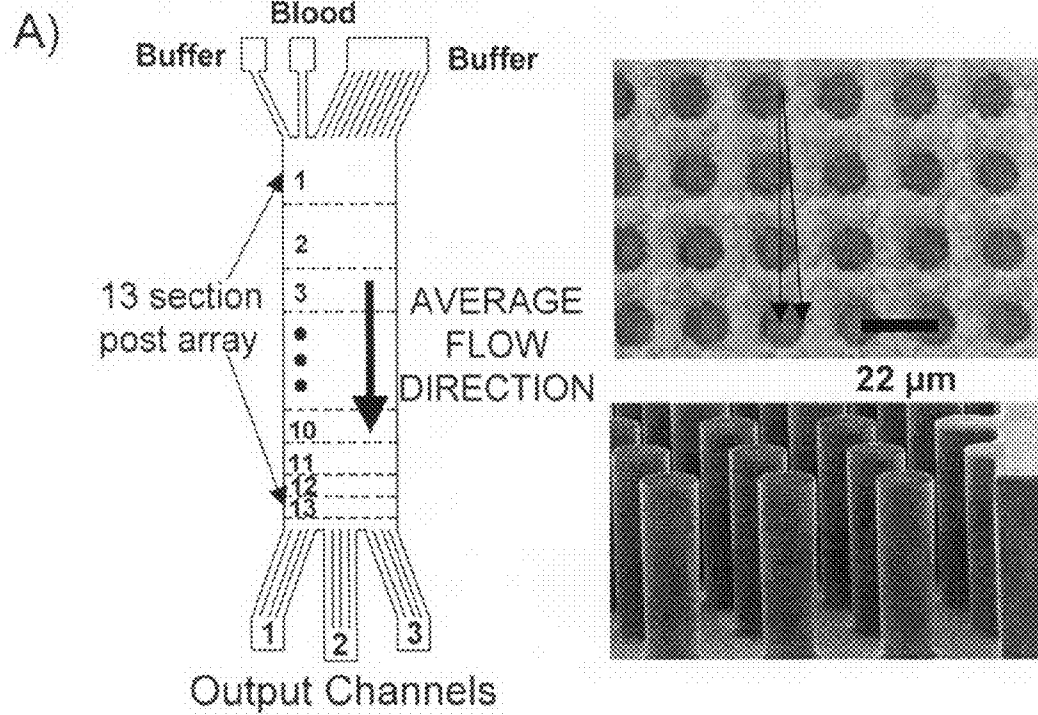 A)
Blood
Buffer
Buffer
1
2
3
13 section
post array
AVERAGE
FLOW
DIRECTION
10
11
12
13
1
2
3
Output Channels
22 µm